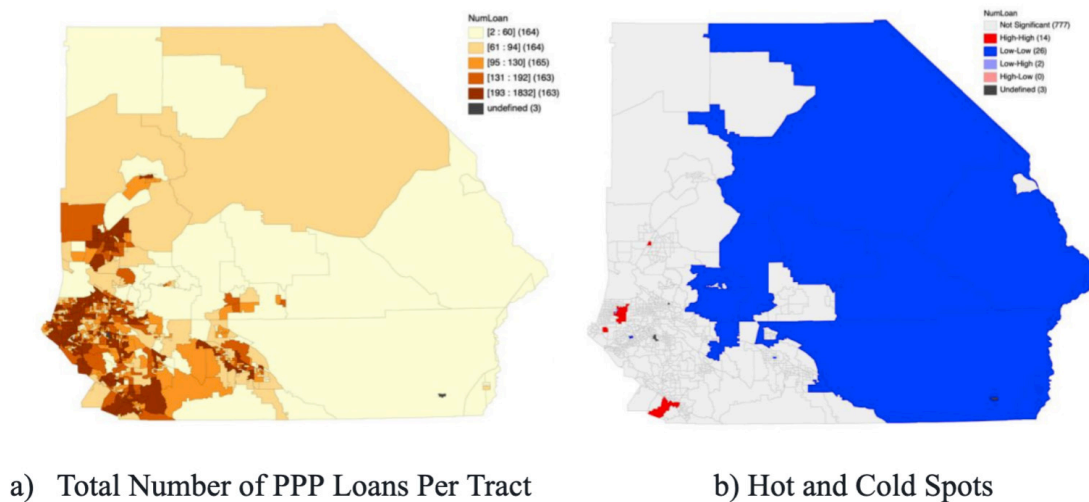 NumLoan
[2 : 60] (164)
[61 : 94] (164)
[95 : 130] (165)
[131 : 192] (163)
[193 : 1832] (163)
undefined (3)
NumLoan
Not Significant (777)
High-High (14)
Low-Low (26)
Low-High (2)
High-Low (0)
Undefined (3)
a) Total Number of PPP Loans Per Tract
b) Hot and Cold Spots